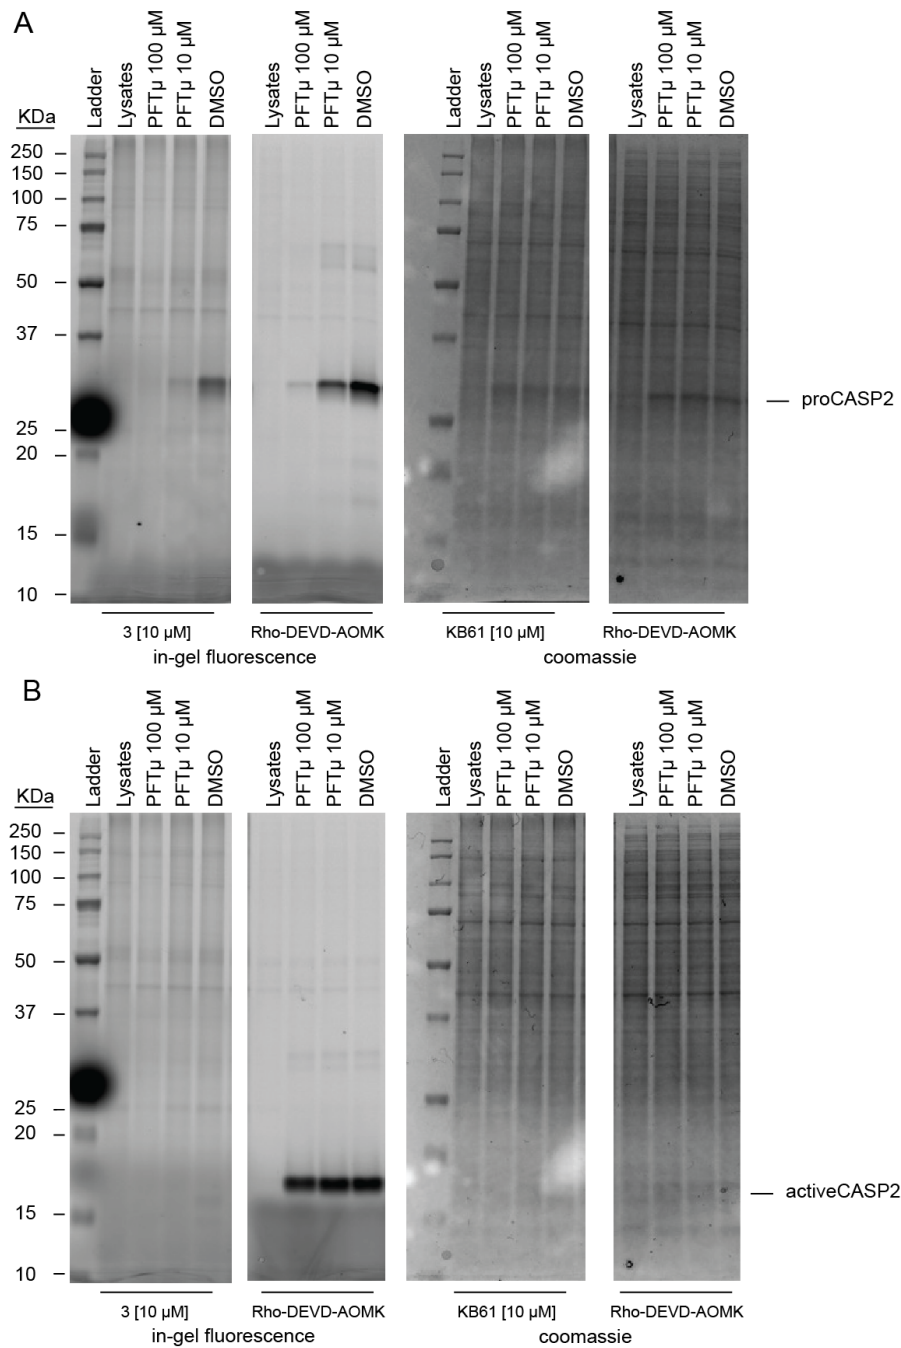 A
KDa
Ladder
Lysates
PFTµ 100 µM
PFTµ 10 µM
DMSO
Lysates
PFTµ 100 µM
PFTµ 10 µM
DMSO
Ladder
Lysates
PFTµ 100 µM
PFTµ 10 µM
DMSO
Lysates
PFTµ 100 µM
PFTµ 10 µM
DMSO
250
150
100
75
50
37
25
20
15
10
proCASP2
3 [10 µM]
Rho-DEVD-AOMK
KB61 [10 µM]
Rho-DEVD-AOMK
in-gel fluorescence
coomassie
B
KDa
Ladder
Lysates
PFTµ 100 µM
PFTµ 10 µM
DMSO
Lysates
PFTµ 100 µM
PFTµ 10 µM
DMSO
Ladder
Lysates
PFTµ 100 µM
PFTµ 10 µM
DMSO
Lysates
PFTµ 100 µM
PFTµ 10 µM
DMSO
250
150
100
75
50
37
25
20
15
10
activeCASP2
3 [10 µM]
Rho-DEVD-AOMK
KB61 [10 µM]
Rho-DEVD-AOMK
in-gel fluorescence
coomassie